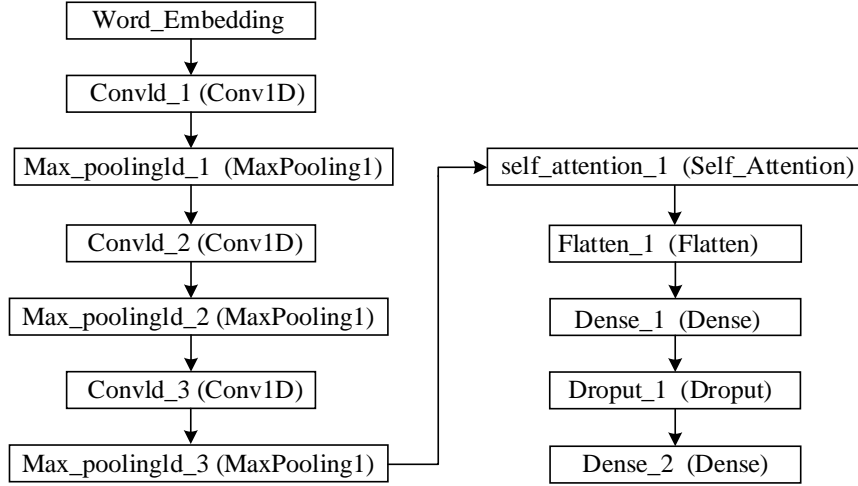 Word_Embedding
Convld_1 (Conv1D)
Max_poolingld_1 (MaxPooling1)
Convld_2 (Conv1D)
Max_poolingld_2 (MaxPooling1)
Convld_3 (Conv1D)
Max_poolingld_3 (MaxPooling1)
self_attention_1 (Self_Attention)
Flatten_1 (Flatten)
Dense_1 (Dense)
Droput_1 (Droput)
Dense_2 (Dense)